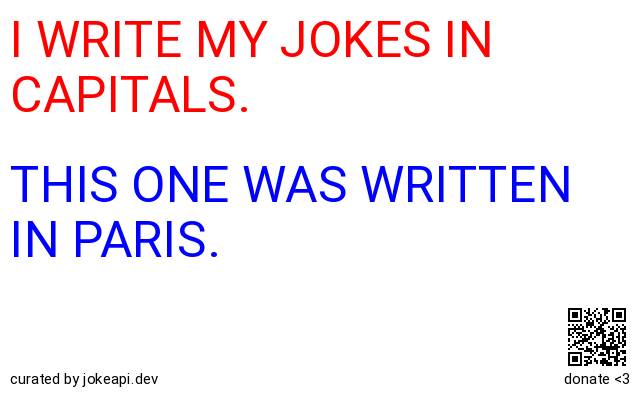 I WRITE MY JOKES IN
CAPITALS.
THIS ONE WAS WRITTEN
IN PARIS.
curated by jokeapi.dev
donate <3